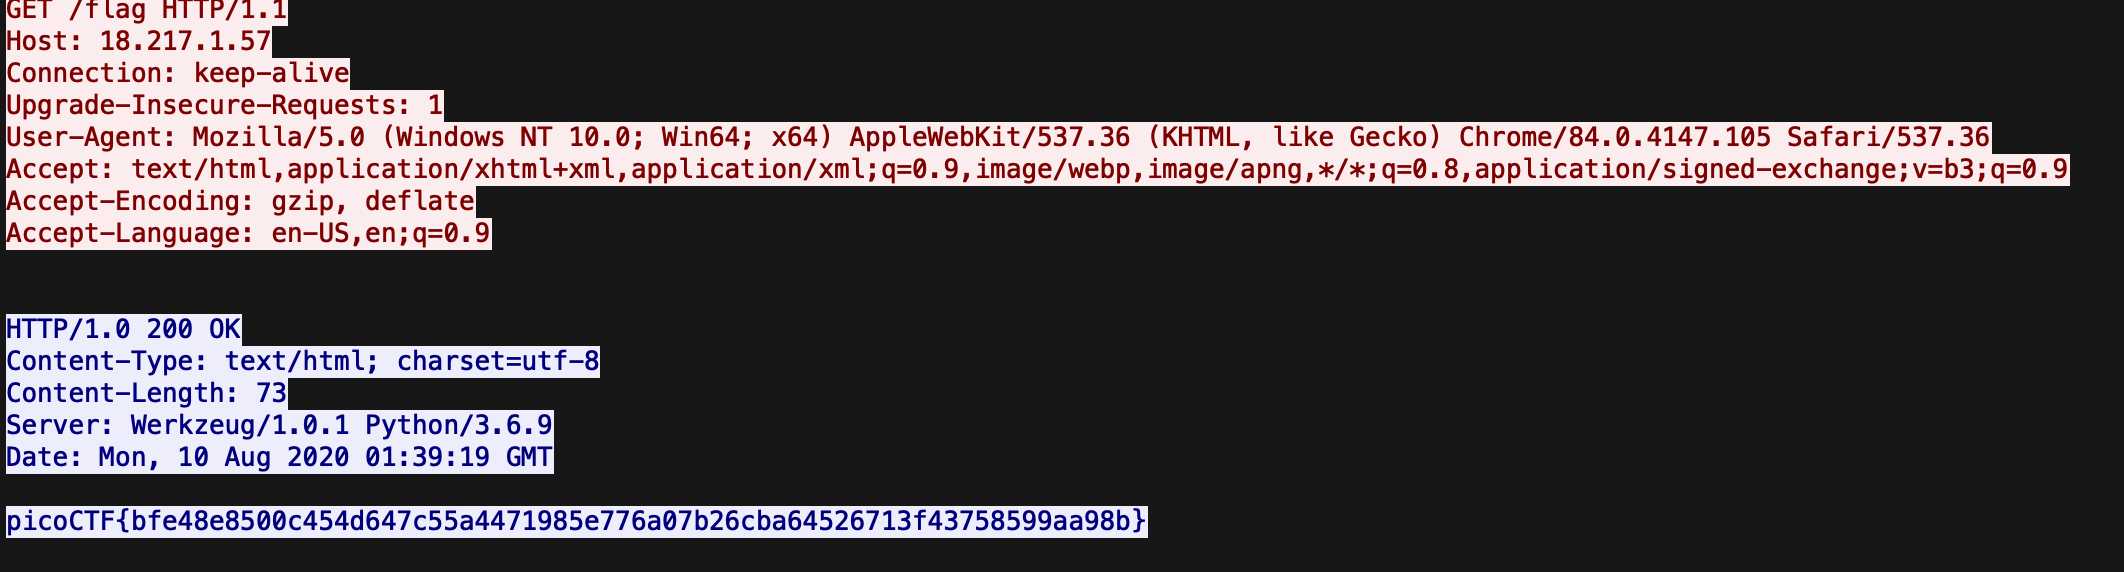 GET /flag HTTP/1.1
Host: 18.217.1.57
Connection: keep-alive
Upgrade-Insecure-Requests: 1
User-Agent: Mozilla/5.0 (Windows NT 10.0; Win64; x64) AppleWebKit/537.36 (KHTML, like Gecko) Chrome/84.0.4147.105 Safari/537.36
Accept: text/html,application/xhtml+xml,application/xml;q=0.9,image/webp,image/apng,*/*;q=0.8,application/signed-exchange;v=b3;q=0.9
Accept-Encoding: gzip, deflate
Accept-Language: en-US,en;q=0.9
HTTP/1.0 200 OK
Content-Type: text/html; charset=utf-8
Content-Length: 73
Server: Werkzeug/1.0.1 Python/3.6.9
Date: Mon, 10 Aug 2020 01:39:19 GMT
picoCTF{bfe48e8500c454d647c55a4471985e776a07b26cba64526713f43758599aa98b}